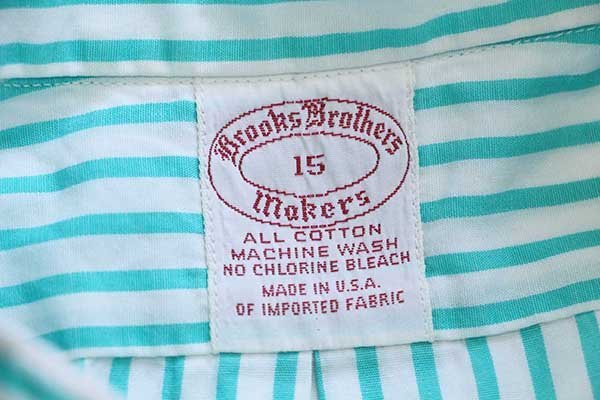 Brooks Brothers
15
Makers
ALL COTTON
MACHINE WASH
NO CHLORINE BLEACH
MADE IN U.S.A.
OF IMPORTED FABRIC